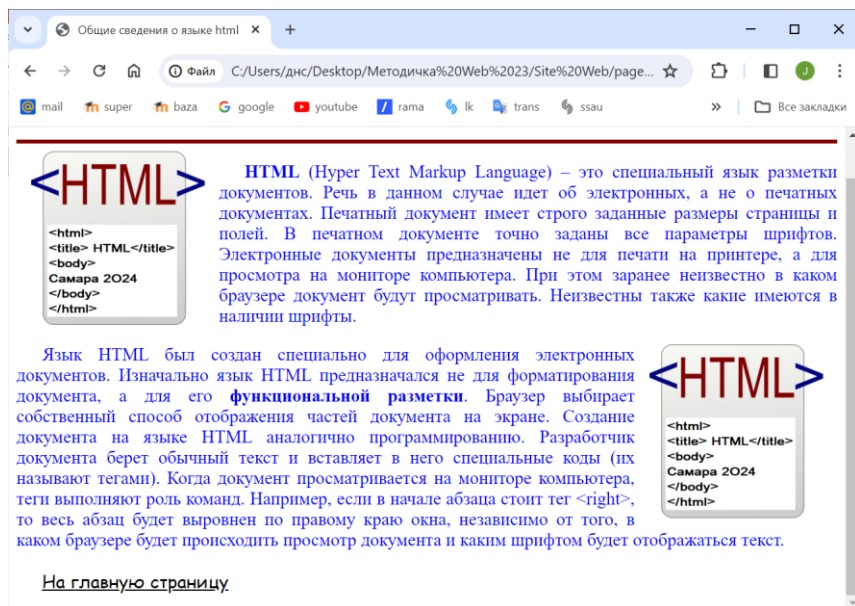 Общие сведения о языке html
Файл C:/Users/днс/Desktop/Методичка%20Web%2023/Site%20Web/page...
J
mail super baza google youtube rama lk trans ssau » Все закладки
<HTML>
<html>
<title> HTML</title>
<body>
Самара 2024
</body>
</html>
HTML (Hyper Text Markup Language) – это специальный язык разметки
документов. Речь в данном случае идет об электронных, а не о печатных
документах. Печатный документ имеет строго заданные размеры страницы и
полей. В печатном документе точно заданы все параметры шрифтов.
Электронные документы предназначены не для печати на принтере, а для
просмотра на мониторе компьютера. При этом заранее неизвестно в каком
браузере документ будут просматривать. Неизвестны также какие имеются в
наличии шрифты.
Язык HTML был создан специально для оформления электронных
документов. Изначально язык HTML предназначался не для форматирования
документа, а для его функциональной разметки. Браузер выбирает
собственный способ отображения частей документа на экране. Создание
документа на языке HTML аналогично программированию. Разработчик
документа берет обычный текст и вставляет в него специальные коды (их
называют тегами). Когда документ просматривается на мониторе компьютера,
теги выполняют роль команд. Например, если в начале абзаца стоит тег <right>,
то весь абзац будет выровнен по правому краю окна, независимо от того, в
каком браузере будет происходить просмотр документа и каким шрифтом будет отображаться текст.
<HTML>
<html>
<title> HTML</title>
<body>
Самара 2024
</body>
</html>
На главную страницу